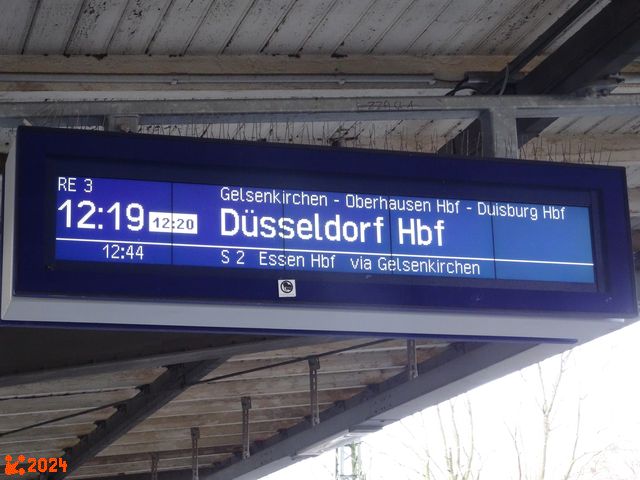 RE 3
Gelsenkirchen - Oberhausen Hbf - Duisburg Hbf
12:19 12:20 Düsseldorf Hbf
12:44 S 2 Essen Hbf via Gelsenkirchen
2024